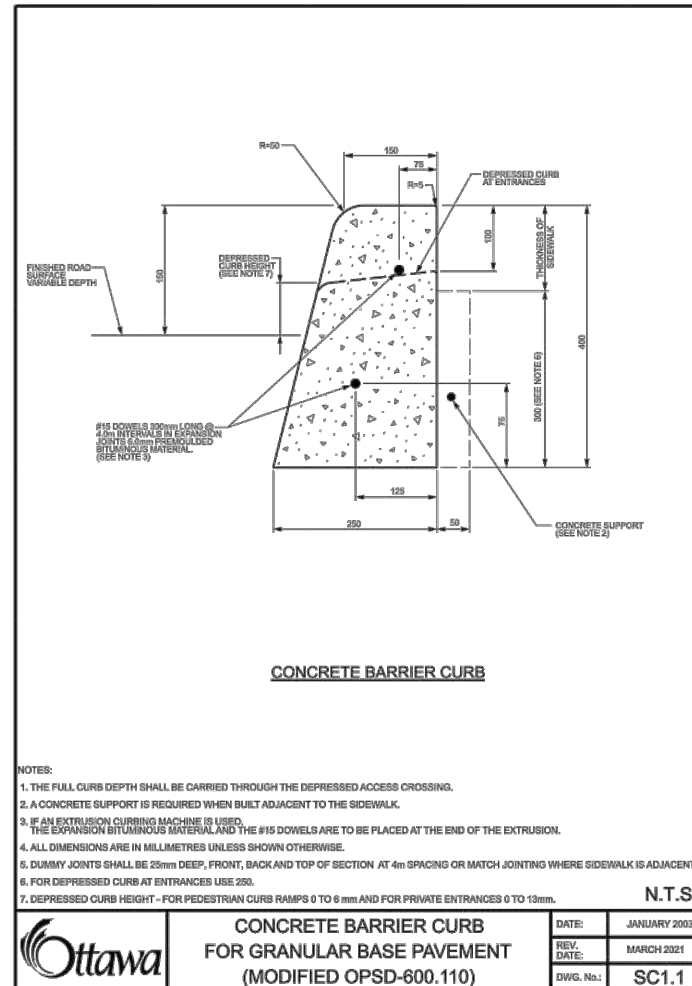 R=50
150
75
DEPRESSED CURB
AT ENTRANCES
R=5
FINISHED ROAD
SURFACE
VARIABLE DEPTH
150
DEPRESSED
CURB HEIGHT
(SEE NOTE 7)
100
THICKNESS OF
SIDEWALK
400
300 (SEE NOTE 6)
75
#15 DOWELS 300mm LONG @
4.0m INTERVALS IN EXPANSION
JOINTS 6.0mm PREMOULDED
BITUMINOUS MATERIAL.
(SEE NOTE 3)
125
250
50
CONCRETE SUPPORT
(SEE NOTE 2)
CONCRETE BARRIER CURB
NOTES:
1. THE FULL CURB DEPTH SHALL BE CARRIED THROUGH THE DEPRESSED ACCESS CROSSING.
2. A CONCRETE SUPPORT IS REQUIRED WHEN BUILT ADJACENT TO THE SIDEWALK.
3. IF AN EXTRUSION CURBING MACHINE IS USED,
THE EXPANSION BITUMINOUS MATERIAL AND THE #15 DOWELS ARE TO BE PLACED AT THE END OF THE EXTRUSION.
4. ALL DIMENSIONS ARE IN MILLIMETRES UNLESS SHOWN OTHERWISE.
5. DUMMY JOINTS SHALL BE 25mm DEEP, FRONT, BACK AND TOP OF SECTION AT 4m SPACING OR MATCH JOINTING WHERE SIDEWALK IS ADJACENT
6. FOR DEPRESSED CURB AT ENTRANCES USE 250.
7. DEPRESSED CURB HEIGHT - FOR PEDESTRIAN CURB RAMPS 0 TO 6 mm AND FOR PRIVATE ENTRANCES 0 TO 13mm.
N.T.S
Ottawa
CONCRETE BARRIER CURB
FOR GRANULAR BASE PAVEMENT
(MODIFIED OPSD-600.110)
DATE: JANUARY 2003
REV. DATE: MARCH 2021
DWG. No.: SC1.1